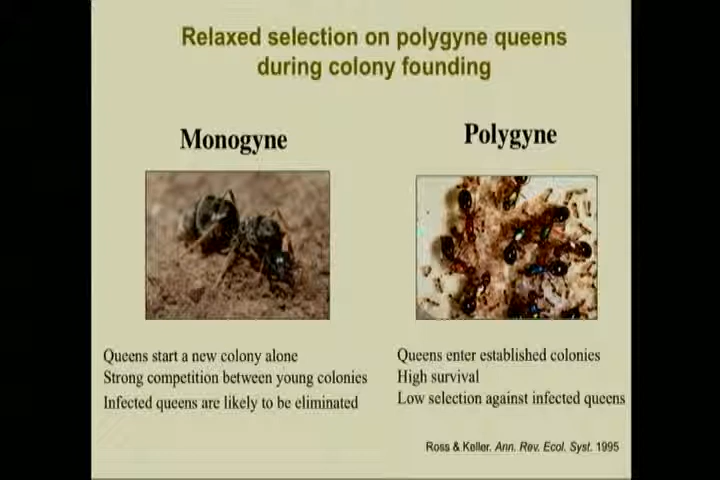 Relaxed selection on polygyne queens
during colony founding
Monogyne
Polygyne
Queens start a new colony alone
Strong competition between young colonies
Infected queens are likely to be eliminated
Queens enter established colonies
High survival
Low selection against infected queens
Ross & Keller. Ann. Rev. Ecol. Syst. 1995